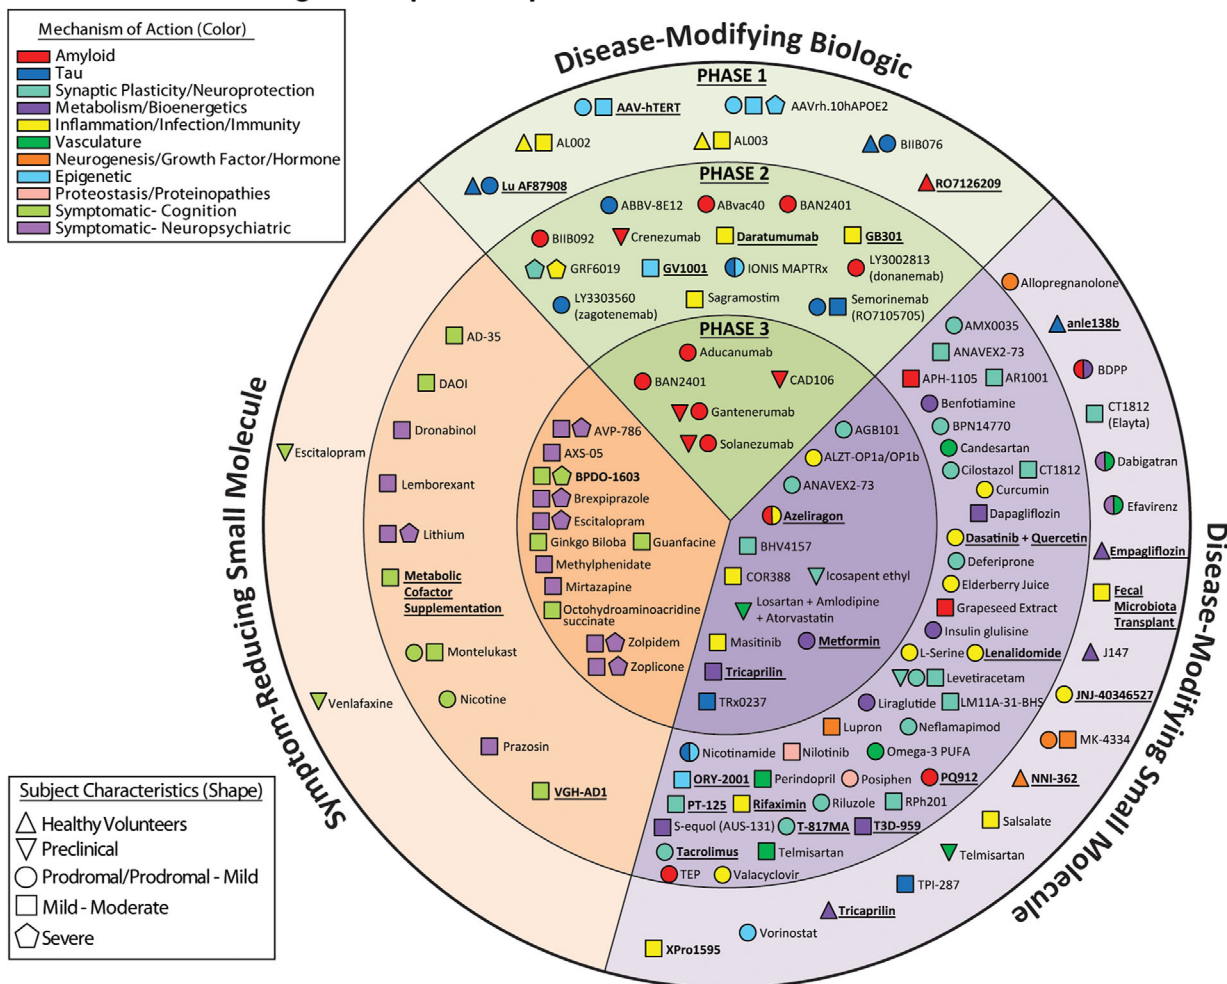 Mechanism of Action (Color)
Amyloid
Tau
Synaptic Plasticity/Neuroprotection
Metabolism/Bioenergetics
Inflammation/Infection/Immunity
Vasculature
Neurogenesis/Growth Factor/Hormone
Epigenetic
Proteostasis/Proteinopathies
Symptomatic- Cognition
Symptomatic- Neuropsychiatric
Disease-Modifying Biologic
PHASE 1
AAV-hTERT
AAVrh.10hAPOE2
AL002
AL003
BIIB076
Lu AF87908
RO7126209
PHASE 2
ABBV-8E12
ABvac40
BAN2401
BIIB092
Crenezumab
Daratumumab
GB301
GRF6019
GV1001
IONIS MAPTRx
LY3002813
(donanemab)
LY3303560
(zagotenemab)
Sagramostim
Semorinemab
(RO7105705)
PHASE 3
Aducanumab
BAN2401
CAD106
Gantenerumab
Solanezumab
Disease-Modifying Small Molecule
AGB101
ALZT-OP1a/OP1b
ANAVEX2-73
Azeliragon
BHV4157
COR388
Icosapent ethyl
Losartan + Amlodipine
+ Atorvastatin
Masitinib
Metformin
Tricaprilin
TRx0237
AMX0035
ANAVEX2-73
APH-1105
AR1001
Benfotiamine
BPN14770
Candesartan
Cilostazol
CT1812
Curcumin
Dapagliflozin
Dasatinib + Quercetin
Deferiprone
Elderberry Juice
Grapeseed Extract
Insulin glulisine
L-Serine
Lenalidomide
Levetiracetam
Liraglutide
LM11A-31-BHS
Lupron
Neflamapimod
Nicotinamide
Nilotinib
Omega-3 PUFA
ORY-2001
Perindopril
Posiphen
PQ912
PT-125
Rifaximin
Riluzole
RPh201
S-equol (AUS-131)
T-817MA
T3D-959
Tacrolimus
Telmisartan
TEP
Valacyclovir
Allopregnanolone
anle138b
BDPP
CT1812
(Elayta)
Dabigatran
Efavirenz
Empagliflozin
Fecal
Microbiota
Transplant
J147
JNJ-40346527
MK-4334
NNI-362
Salsalate
Telmisartan
TPI-287
Tricaprilin
Vorinostat
XPro1595
Symptom-Reducing Small Molecule
AVP-786
AXS-05
BPDO-1603
Brexpiprazole
Escitalopram
Ginkgo Biloba
Guanfacine
Methylphenidate
Mirtazapine
Octohydroaminoacridine
succinate
Zolpidem
Zoplicone
AD-35
DAOI
Dronabinol
Lemborexant
Lithium
Metabolic
Cofactor
Supplementation
Montelukast
Nicotine
Prazosin
VGH-AD1
Escitalopram
Venlafaxine
Subject Characteristics (Shape)
Healthy Volunteers
Preclinical
Prodromal/Prodromal - Mild
Mild - Moderate
Severe